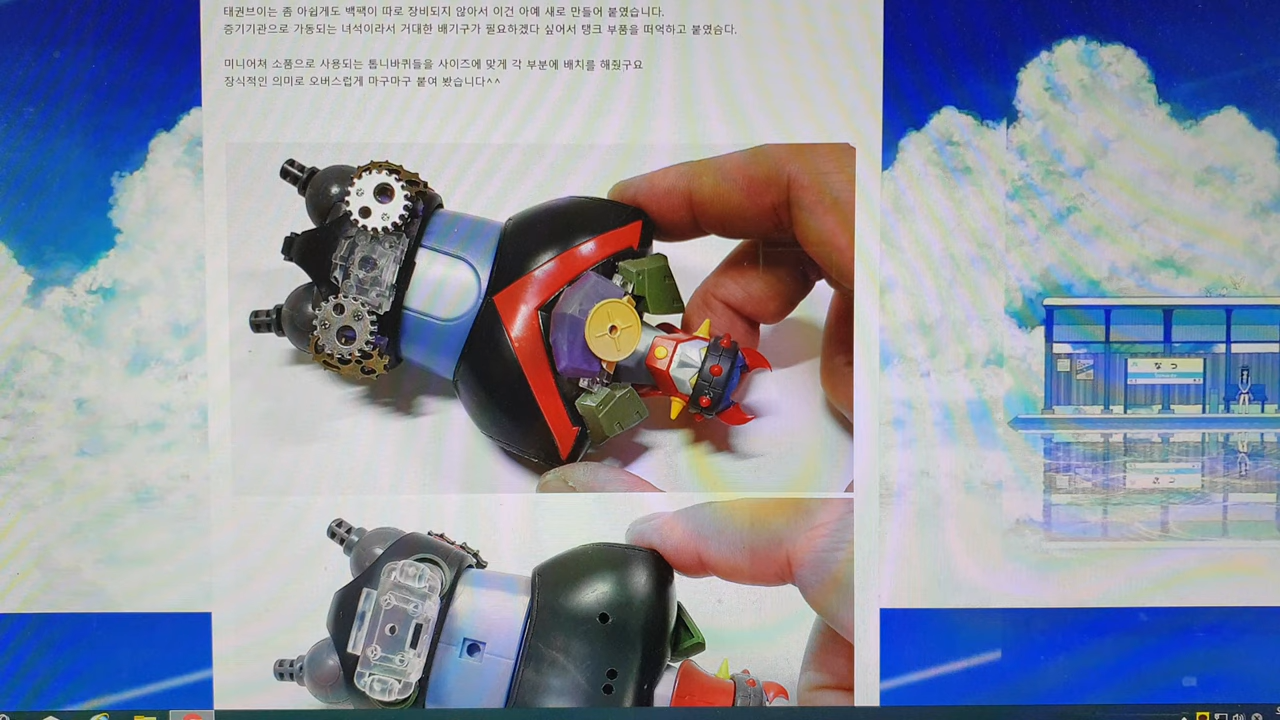 태권브이는 좀 아쉽게도 백팩이 따로 장비되지 않아서 이건 아예 새로 만들어 붙였습니다.
증기기관으로 가동되는 녀석이라서 거대한 배기구가 필요하겠다 싶어서 탱크 부품을 떠억하고 붙였슴다.
미니어쳐 소품으로 사용되는 톱니바퀴들을 사이즈에 맞게 각 부분에 배치를 해줬구요
장식적인 의미로 오버스럽게 마구마구 붙여 봤습니다^^
なつ